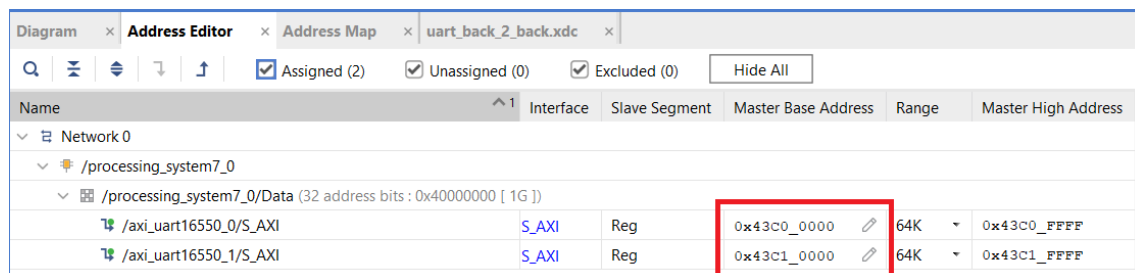 Diagram × Address Editor × Address Map × uart_back_2_back.xdc ×
Assigned (2) Unassigned (0) Excluded (0) Hide All
Name 1 Interface Slave Segment Master Base Address Range Master High Address
Network 0
/processing_system7_0
/processing_system7_0/Data (32 address bits : 0x40000000 [ 1G ])
/axi_uart16550_0/S_AXI S_AXI Reg 0x43C0_0000 64K 0x43C0_FFFF
/axi_uart16550_1/S_AXI S_AXI Reg 0x43C1_0000 64K 0x43C1_FFFF